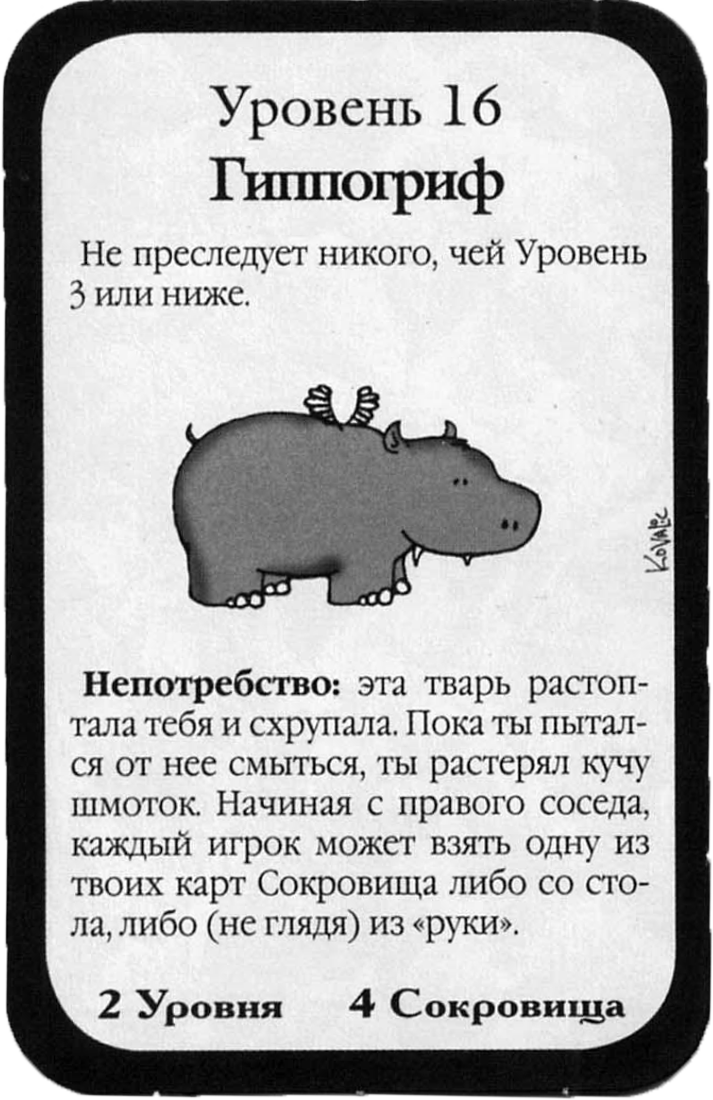 Уровень 16
Гиппогриф
Не преследует никого, чей Уровень
3 или ниже.
KOVALIC
Непотребство: эта тварь растоп-
тала тебя и схрупала. Пока ты пытал-
ся от нее смыться, ты растерял кучу
шмоток. Начиная с правого соседа,
каждый игрок может взять одну из
твоих карт Сокровища либо со сто-
ла, либо (не глядя) из «руки».
2 Уровня 4 Сокровища